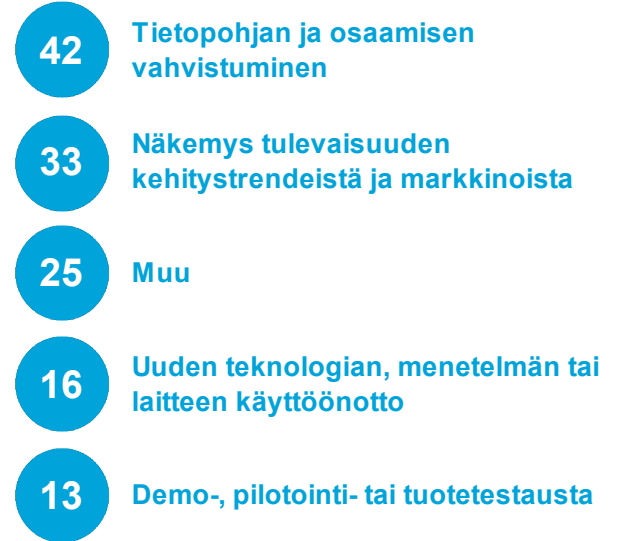 42
Tietopohjan ja osaamisen
vahvistuminen
33
Näkemys tulevaisuuden
kehitystrendeistä ja markkinoista
25
Muu
16
Uuden teknologian, menetelmän tai
laitteen käyttöönotto
13
Demo-, pilotointi- tai tuotetestausta